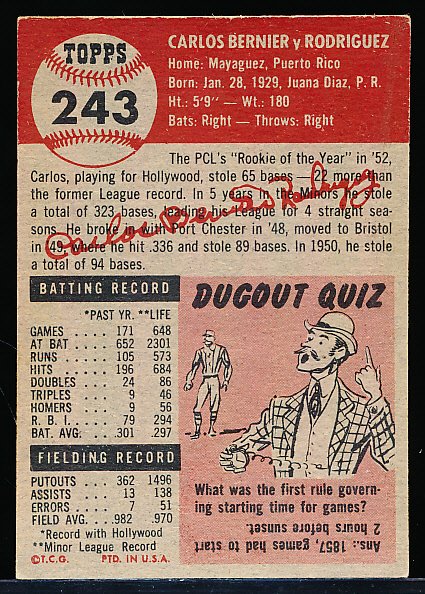 TOPPS
243
CARLOS BERNIER y RODRIGUEZ
Home: Mayaguez, Puerto Rico
Born: Jan. 28, 1929, Juana Diaz, P. R.
Ht.: 5'9" — Wt.: 180
Bats: Right — Throws: Right
The PCL's "Rookie of the Year" in '52,
Carlos, playing for Hollywood, stole 65 bases — 22 more than
the former League record. In 5 years in the Minors he stole
a total of 323 bases, leading his League for 4 straight sea-
sons. He broke in with Port Chester in '48, moved to Bristol
in '49, where he hit .336 and stole 89 bases. In 1950, he stole
a total of 94 bases.
Carlos Bernier Rodriguez
BATTING RECORD
*PAST YR. **LIFE
GAMES 171 648
AT BAT 652 2301
RUNS 105 573
HITS 196 684
DOUBLES 24 86
TRIPLES 9 46
HOMERS 9 56
R. B. I. 79 294
BAT. AVG. .301 .297
FIELDING RECORD
PUTOUTS 362 1496
ASSISTS 13 138
ERRORS 7 51
FIELD AVG. .982 .970
*Record with Hollywood
**Minor League Record
©T.C.G. PTD. IN U.S.A.
DUGOUT QUIZ
What was the first rule govern-
ing starting time for games?
Ans.: 1857, games had to start
2 hours before sunset.